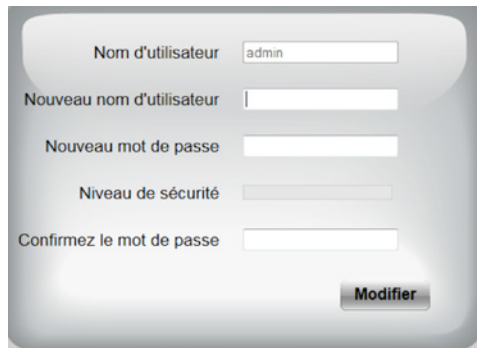 Nom d'utilisateur admin
Nouveau nom d'utilisateur
Nouveau mot de passe
Niveau de sécurité
Confirmez le mot de passe
Modifier